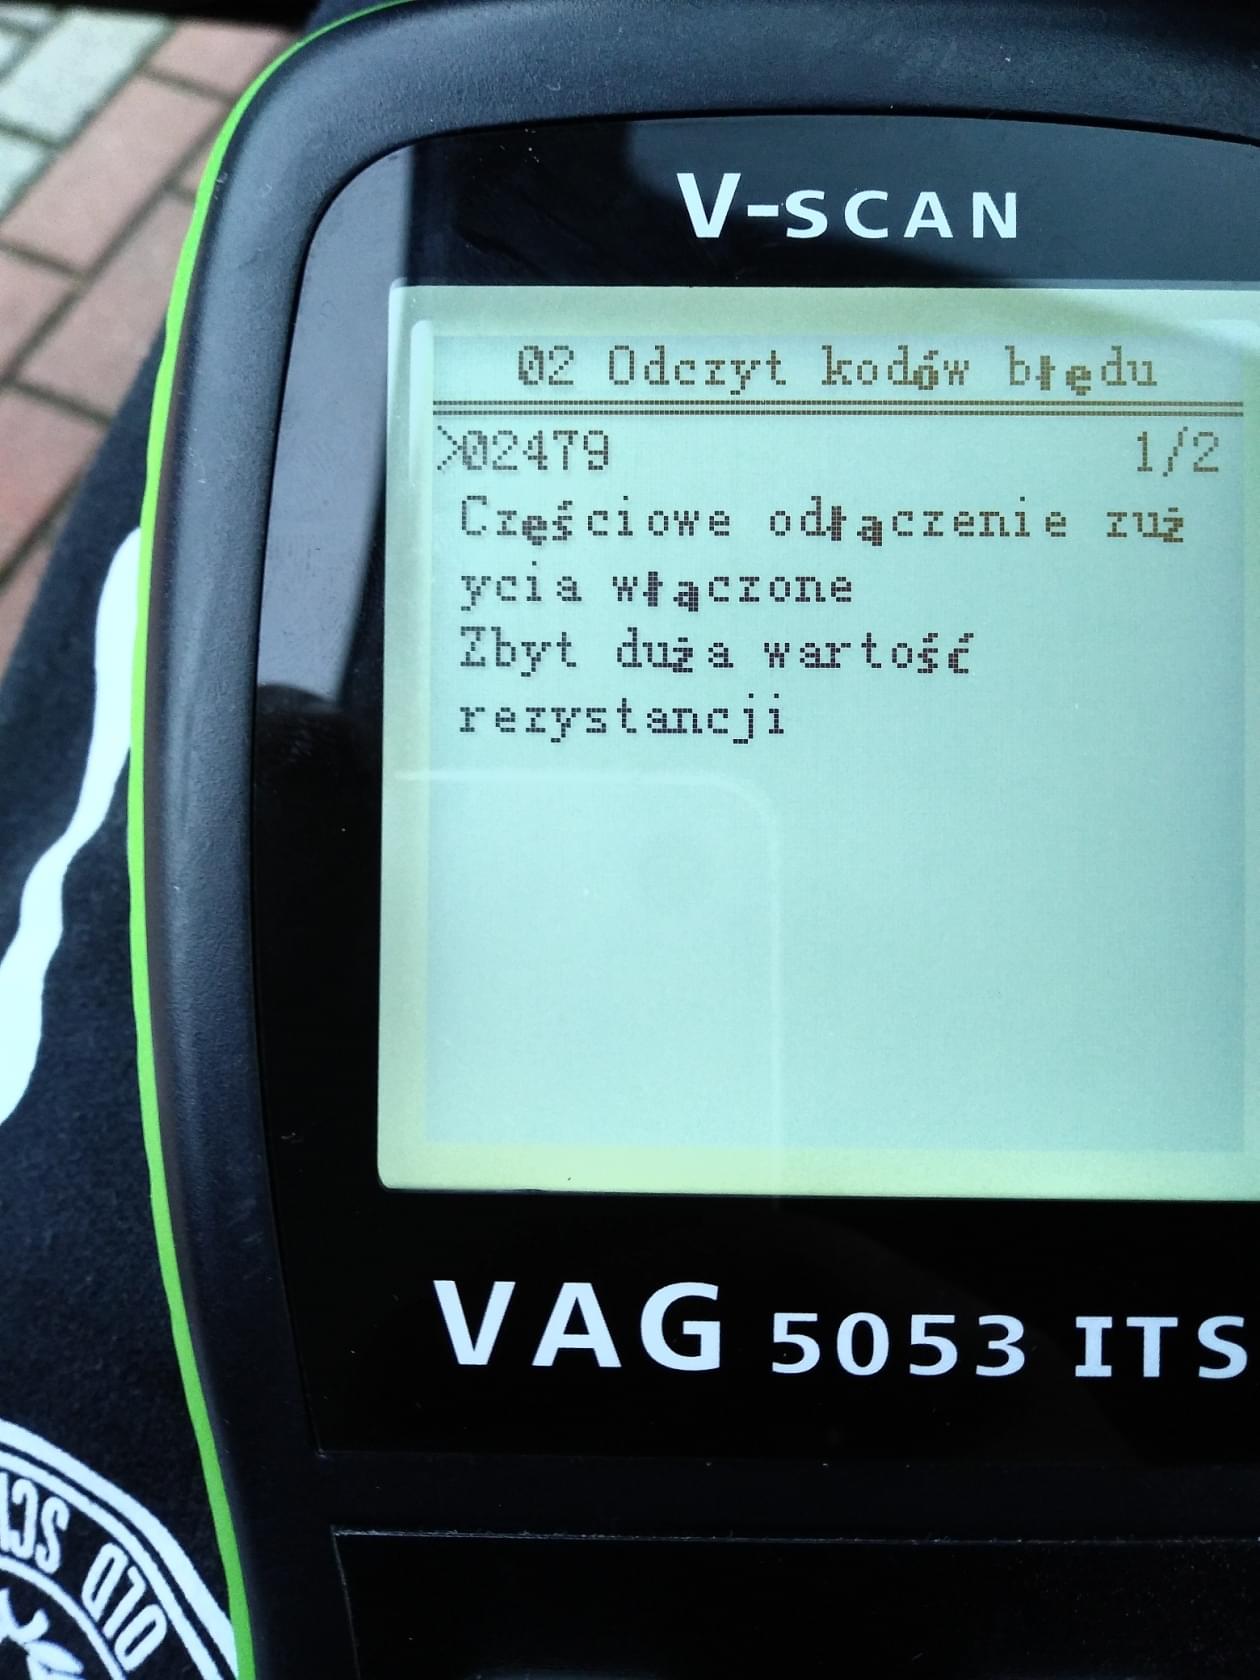 V-SCAN
02 Odczyt kodów błędu
>02479 1/2
Częściowe odłączenie zuż
ycia włączone
Zbyt duża wartość
rezystancji
VAG 5053 ITS
OLD